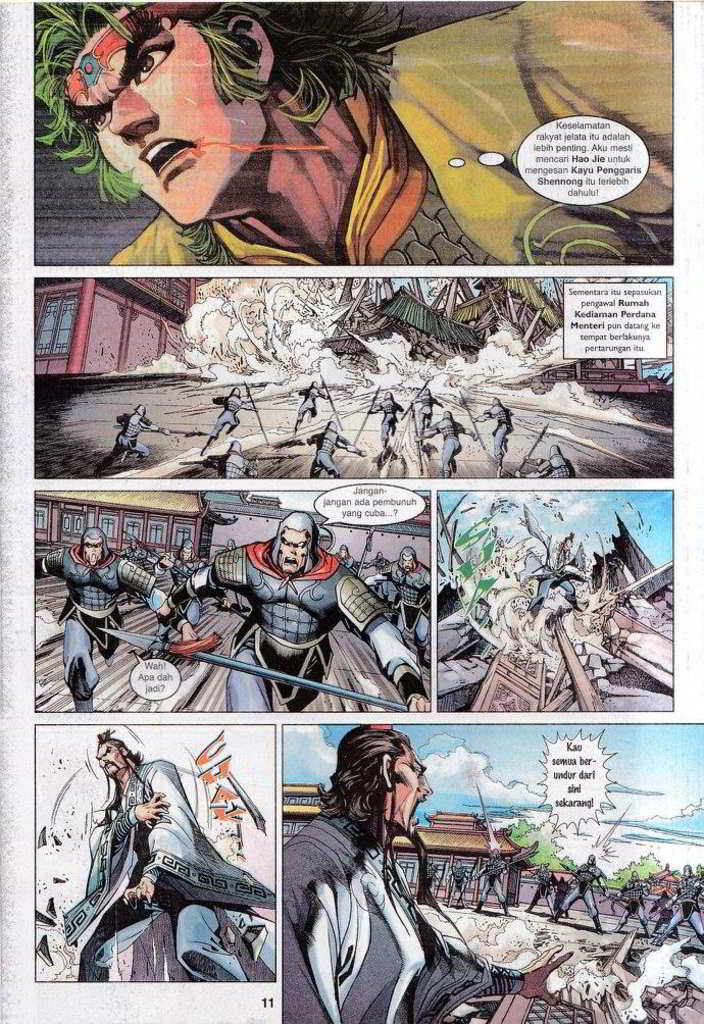 Keselamatan
rakyat jelata itu adalah
lebih penting. Aku mesti
mencari Hao Jie untuk
mengesan Kayu Penggaris
Shennong itu terlebih
dahulu!
Sementara itu sepasukan
pengawal Rumah
Kediaman Perdana
Menteri pun datang ke
tempat berlakunya
pertarungan itu.
Jangan-
jangan ada pembunuh
yang cuba...?
Wah!
Apa dah
jadi?
Kau
semua ber-
undur dari
sini
sekarang!
11